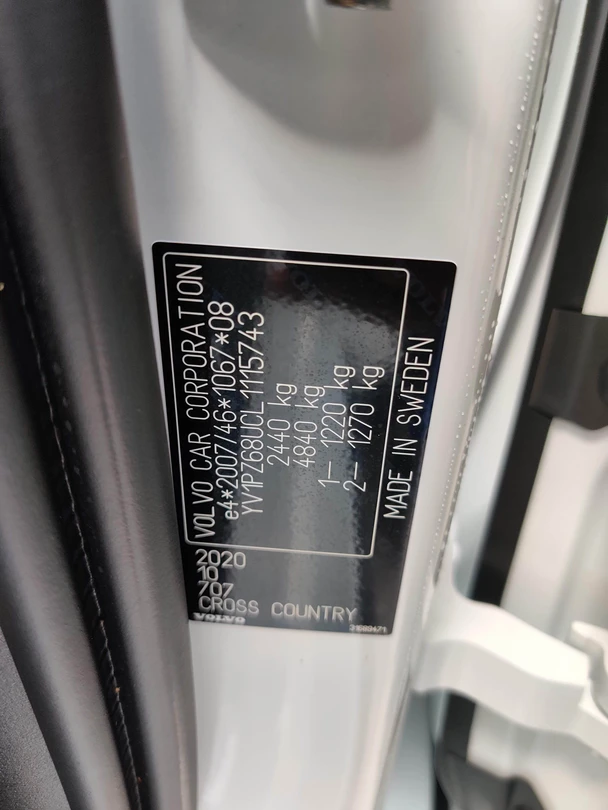 VOLVO CAR CORPORATION
e4*2007/46*1067*08
YV1PZ68UCL1115743
2440 kg
4840 kg
1– 1220 kg
2– 1270 kg
MADE IN SWEDEN
2020
10
707
CROSS COUNTRY
VOLVO